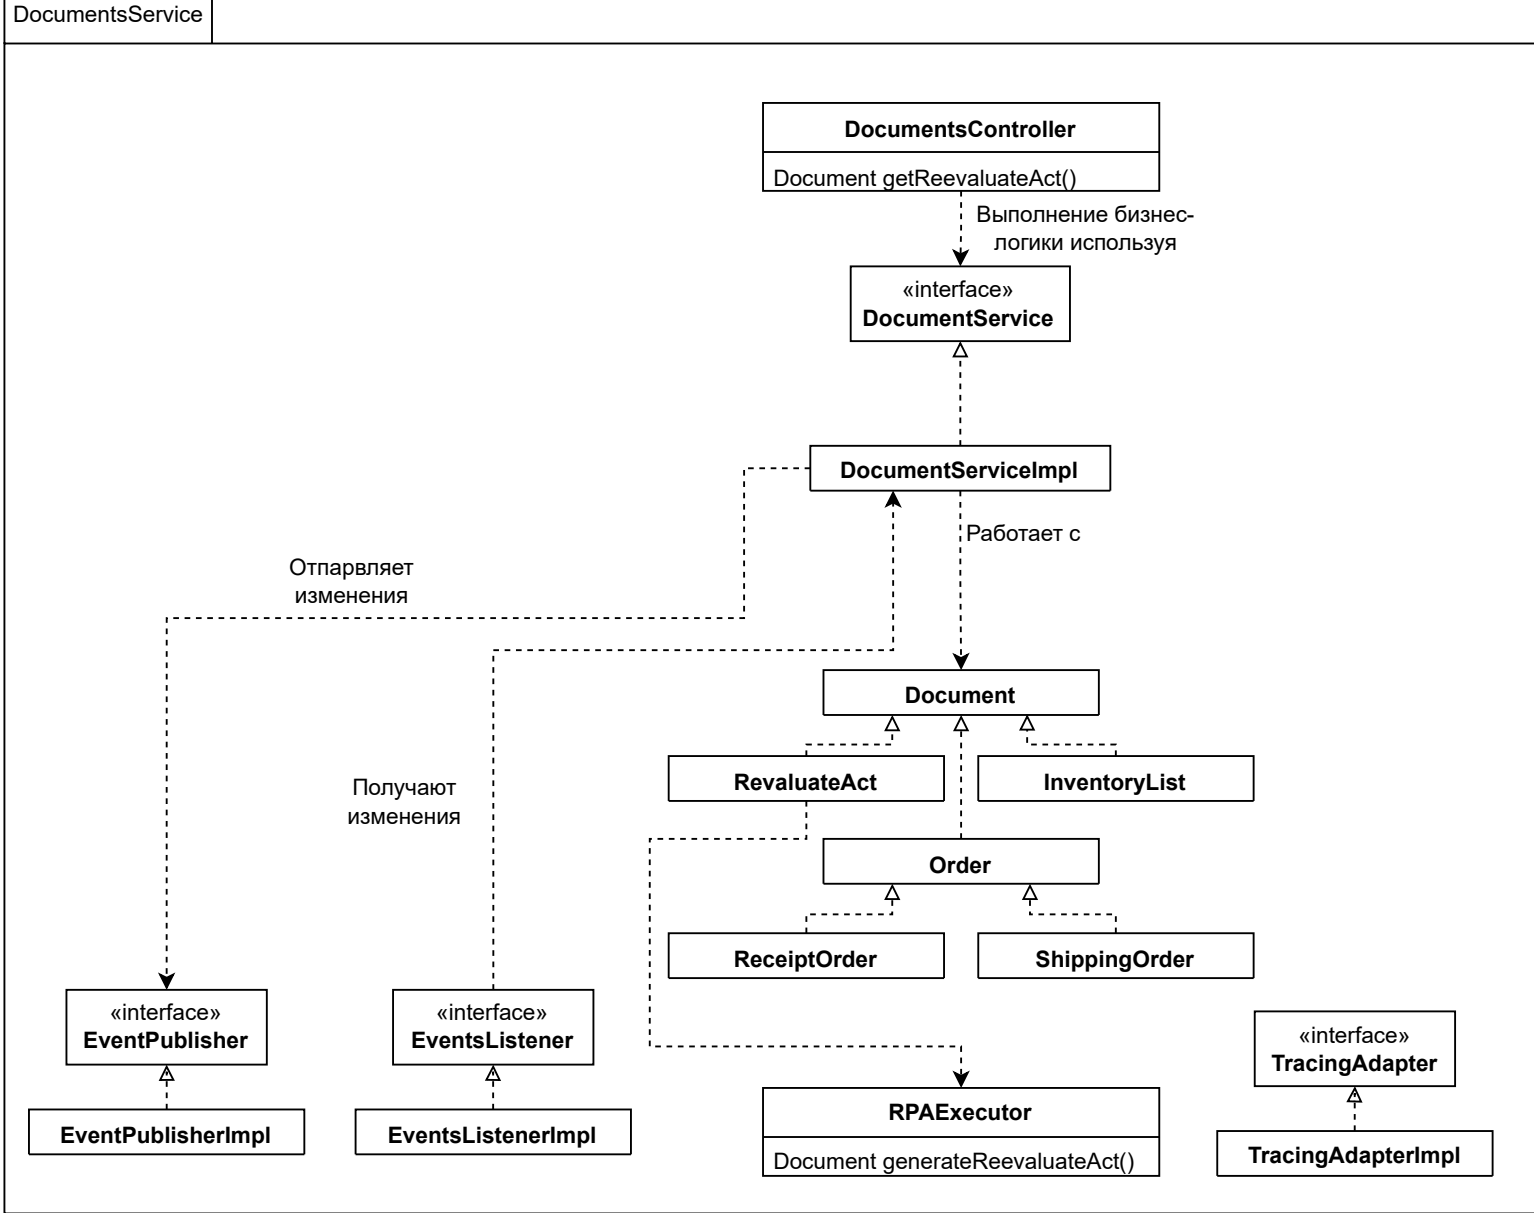 DocumentsService
DocumentsController
Document getReevaluateAct()
Выполнение бизнес-
логики используя
«interface»
DocumentService
DocumentServiceImpl
Работает с
Отпарвляет
изменения
Document
RevaluateAct
InventoryList
Получают
изменения
Order
ReceiptOrder
ShippingOrder
«interface»
EventPublisher
«interface»
EventsListener
«interface»
TracingAdapter
EventPublisherImpl
EventsListenerImpl
RPAExecutor
Document generateReevaluateAct()
TracingAdapterImpl